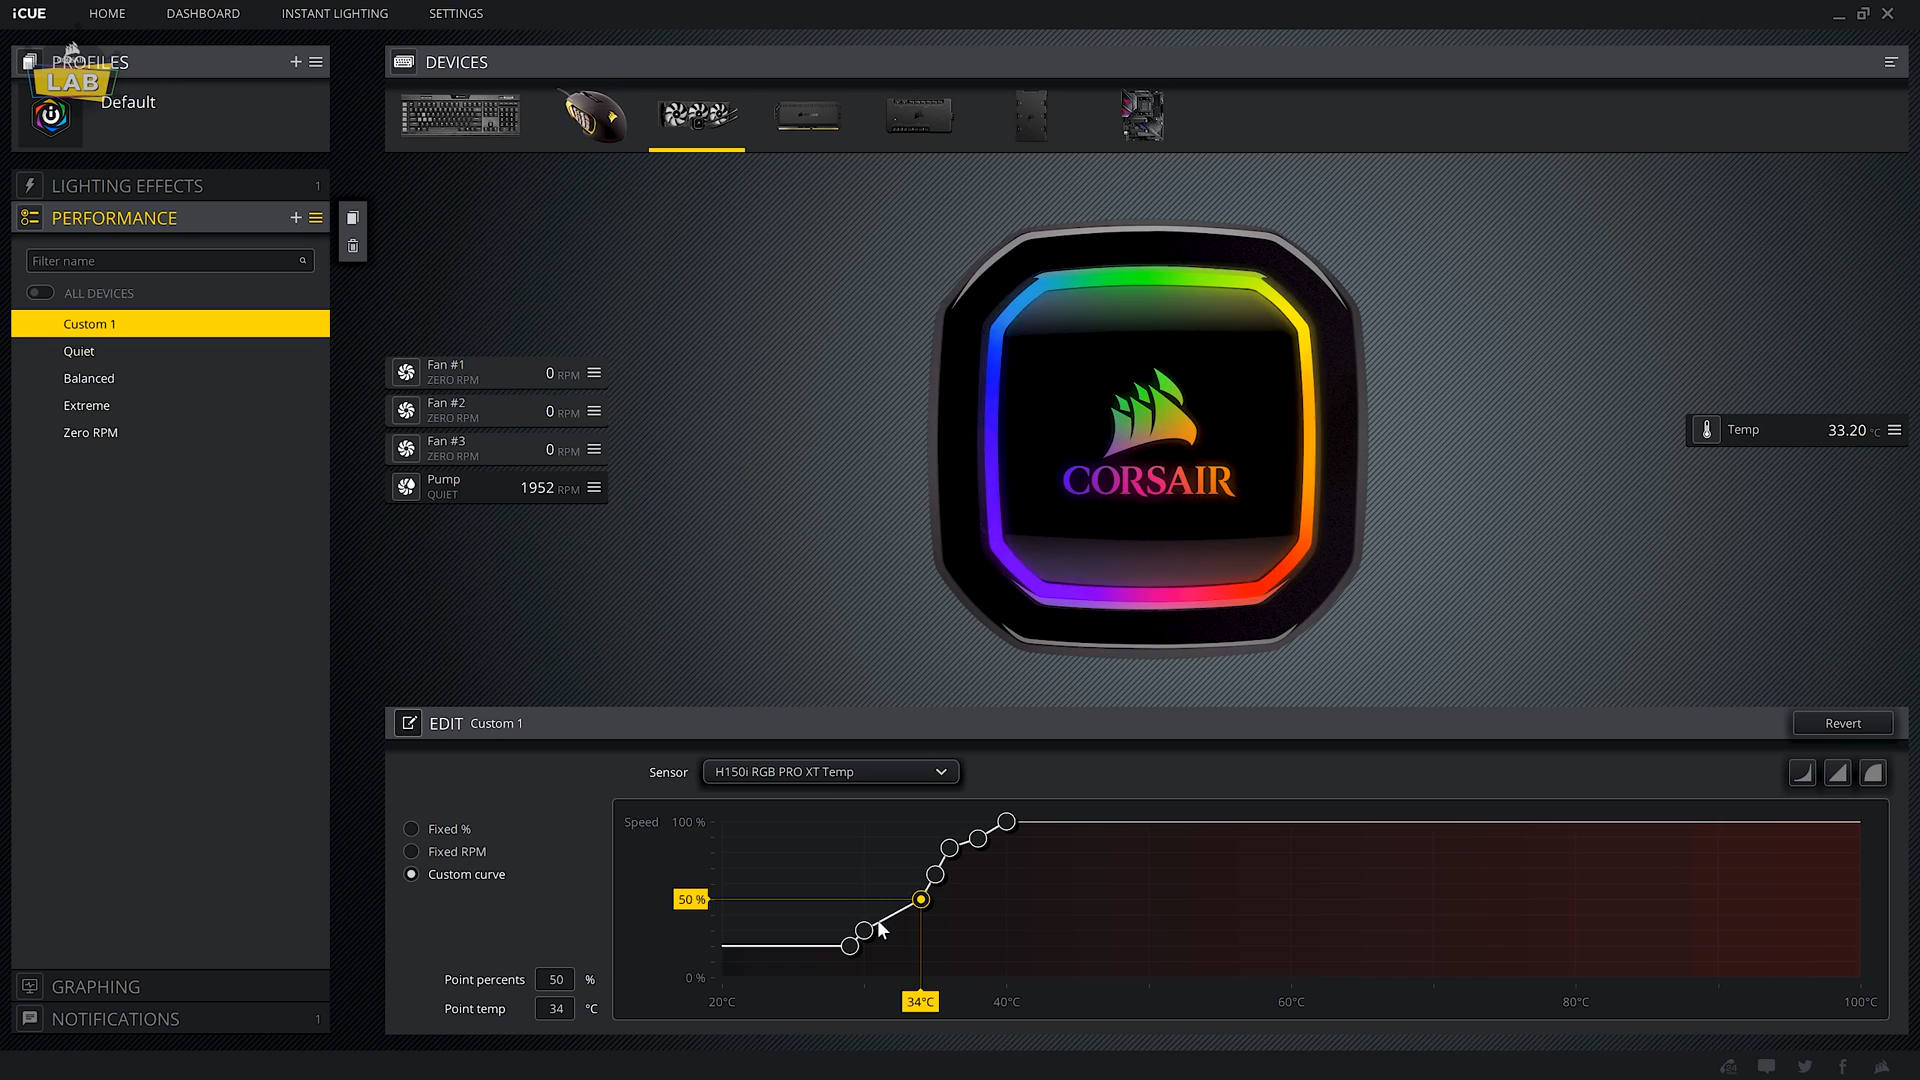 iCUE HOME DASHBOARD INSTANT LIGHTING SETTINGS
PROFILES
LAB
Default
DEVICES
LIGHTING EFFECTS 1
PERFORMANCE
Filter name
ALL DEVICES
Custom 1
Quiet
Balanced
Extreme
Zero RPM
Fan #1
ZERO RPM
0 RPM
Fan #2
ZERO RPM
0 RPM
Fan #3
ZERO RPM
0 RPM
Pump
QUIET
1952 RPM
CORSAIR
Temp 33.20 °C
EDIT Custom 1 Revert
Sensor H150i RGB PRO XT Temp
Fixed %
Fixed RPM
Custom curve
Point percents 50 %
Point temp 34 °C
Speed 100 %
50 %
0 %
20°C 34°C 40°C 60°C 80°C 100°C
GRAPHING
NOTIFICATIONS 1